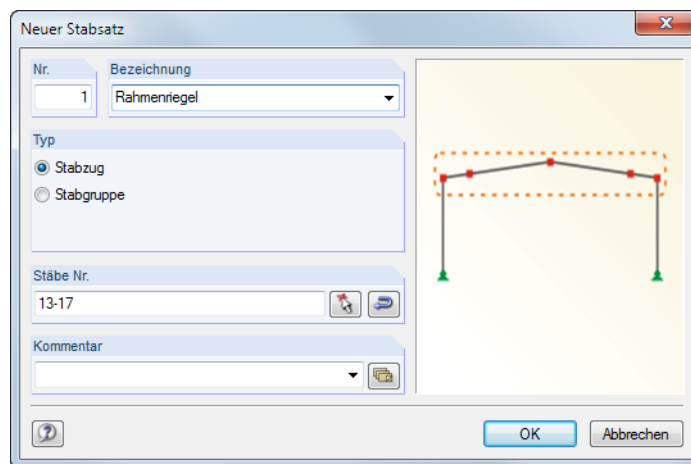 Neuer Stabsatz
Nr.
Bezeichnung
1
Rahmenriegel
Typ
Stabzug
Stabgruppe
Stäbe Nr.
13-17
Kommentar
OK
Abbrechen